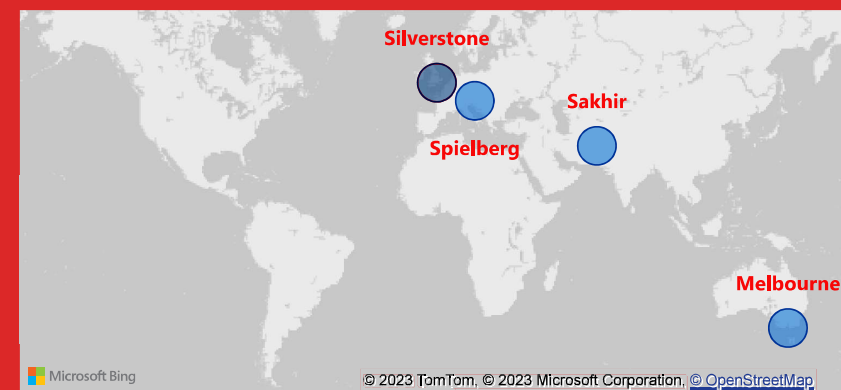 Silverstone
Sakhir
Spielberg
Melbourne
Microsoft Bing
© 2023 TomTom, © 2023 Microsoft Corporation, © OpenStreetMap